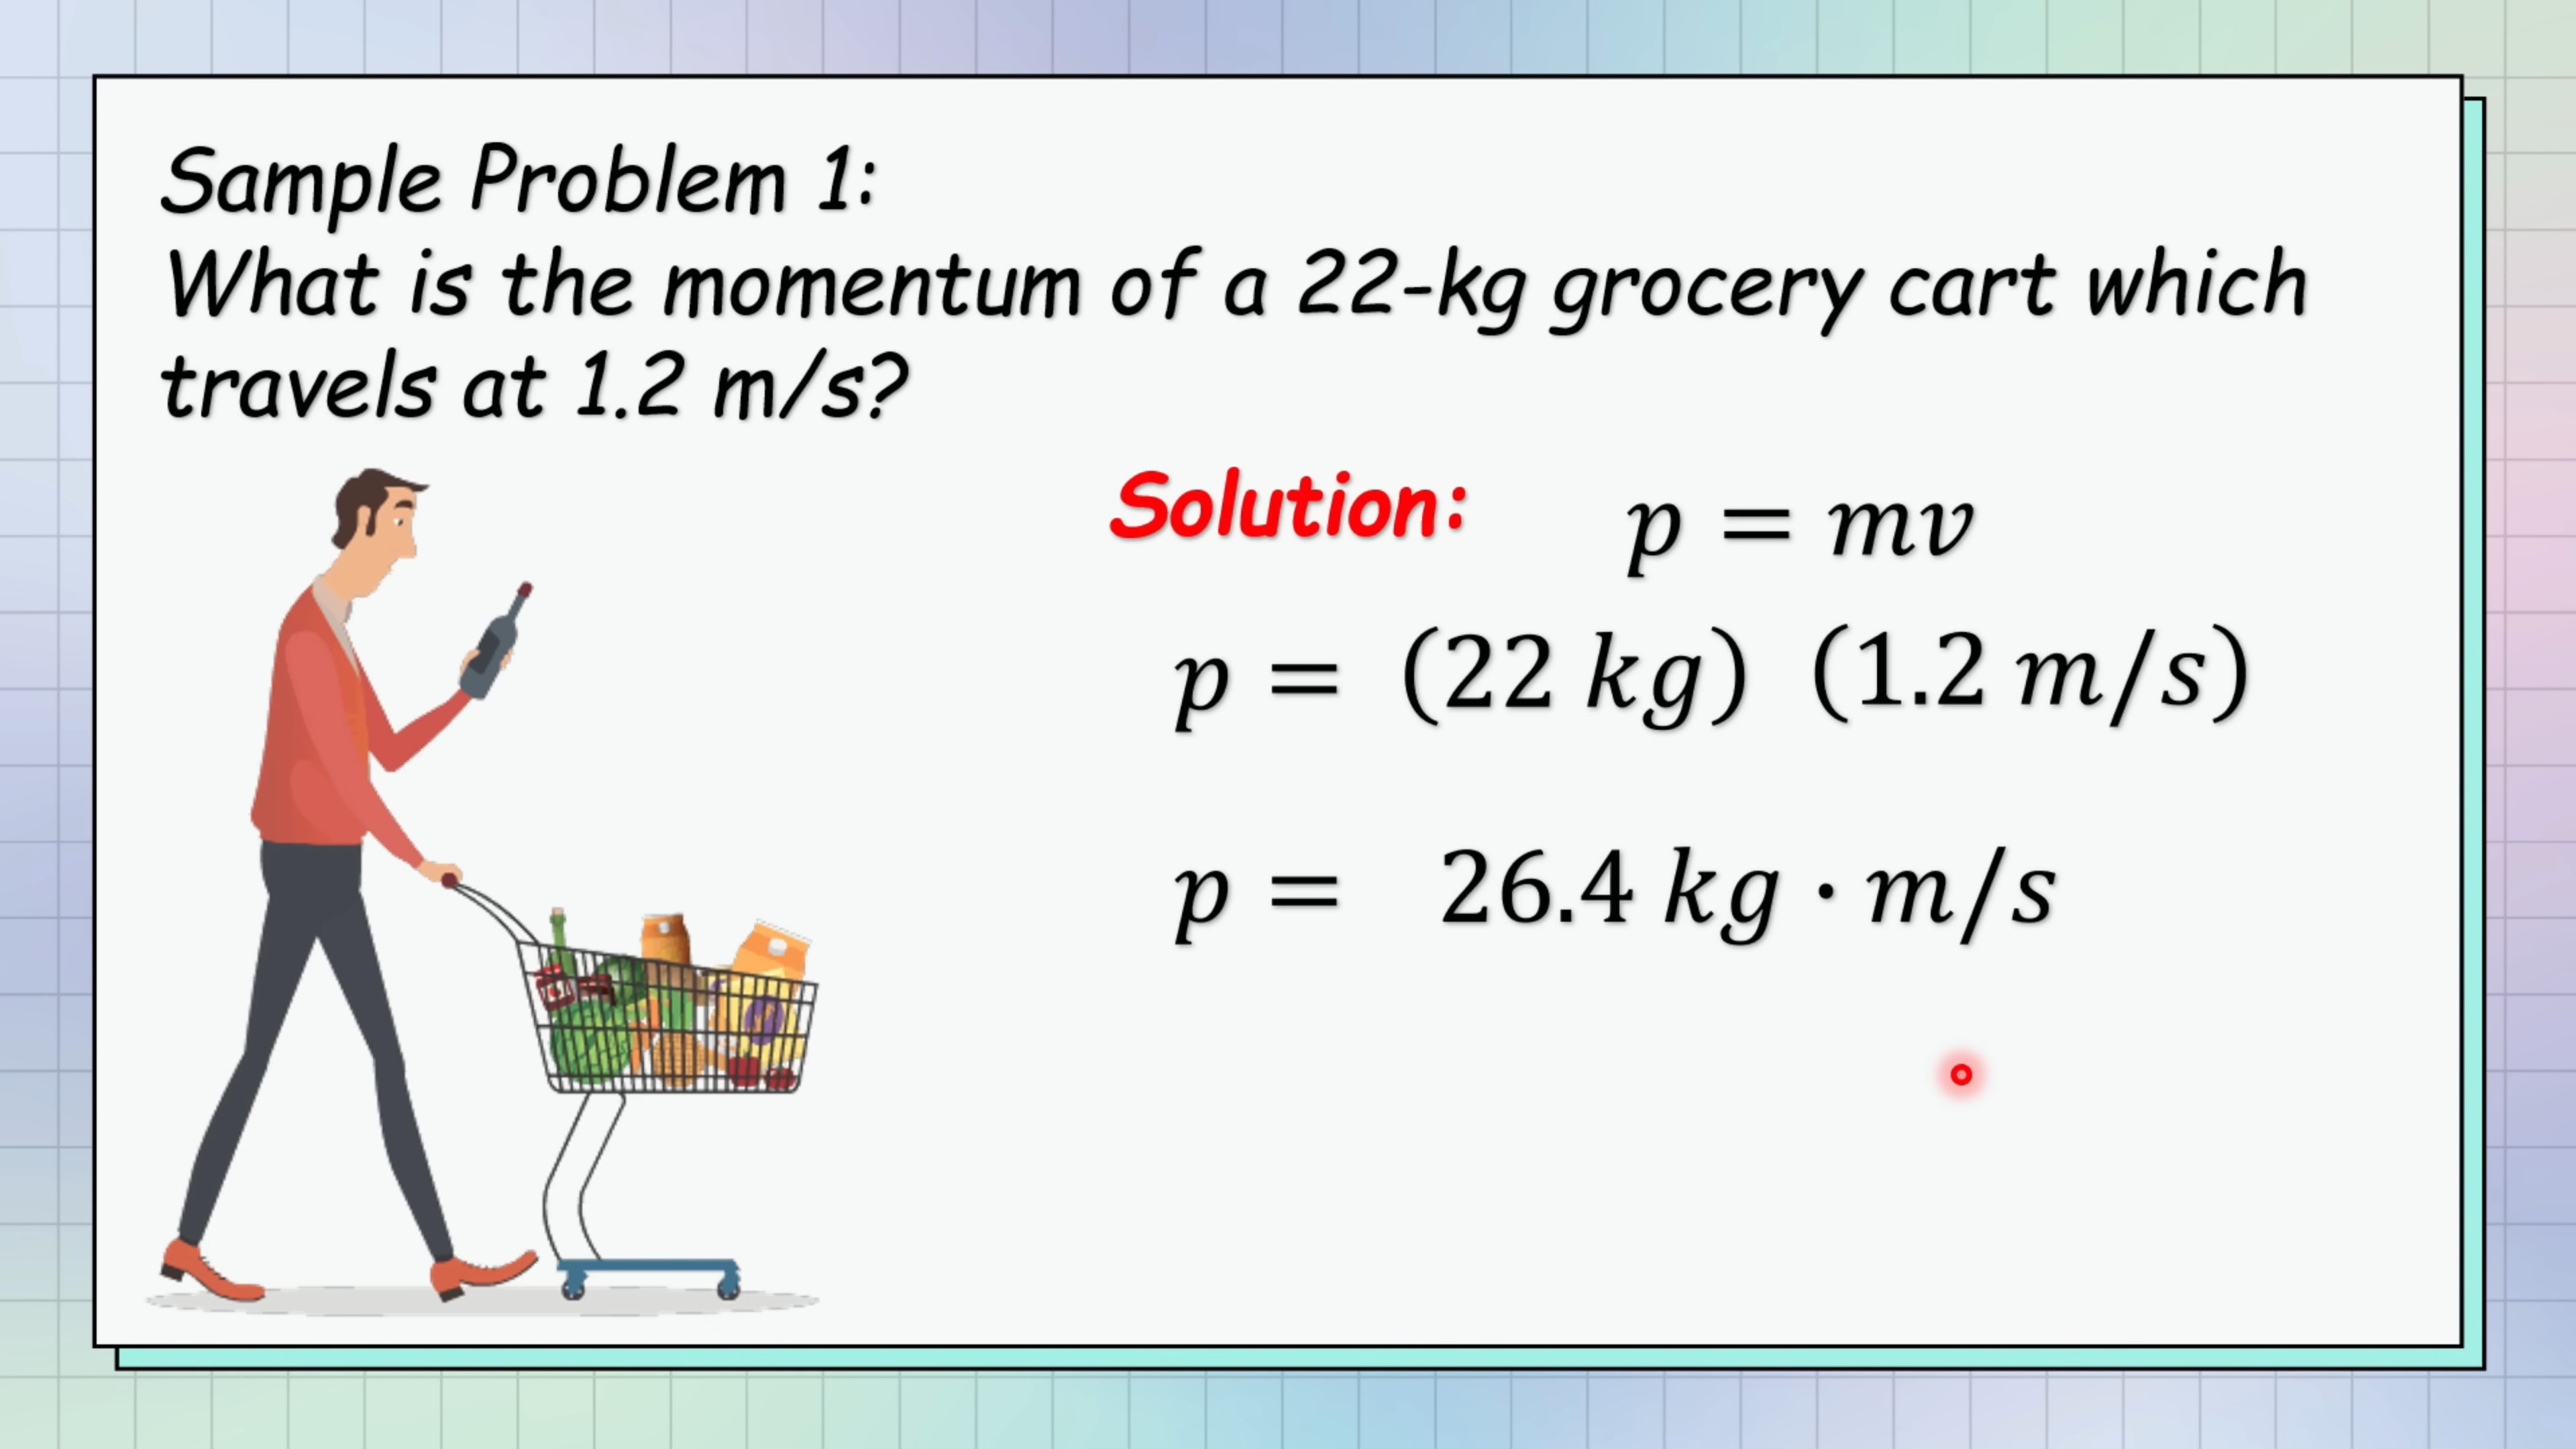 Sample Problem 1:
What is the momentum of a 22-kg grocery cart which
travels at 1.2 m/s?
Solution: p = mv
p = (22 kg) (1.2 m/s)
p = 26.4 kg · m/s